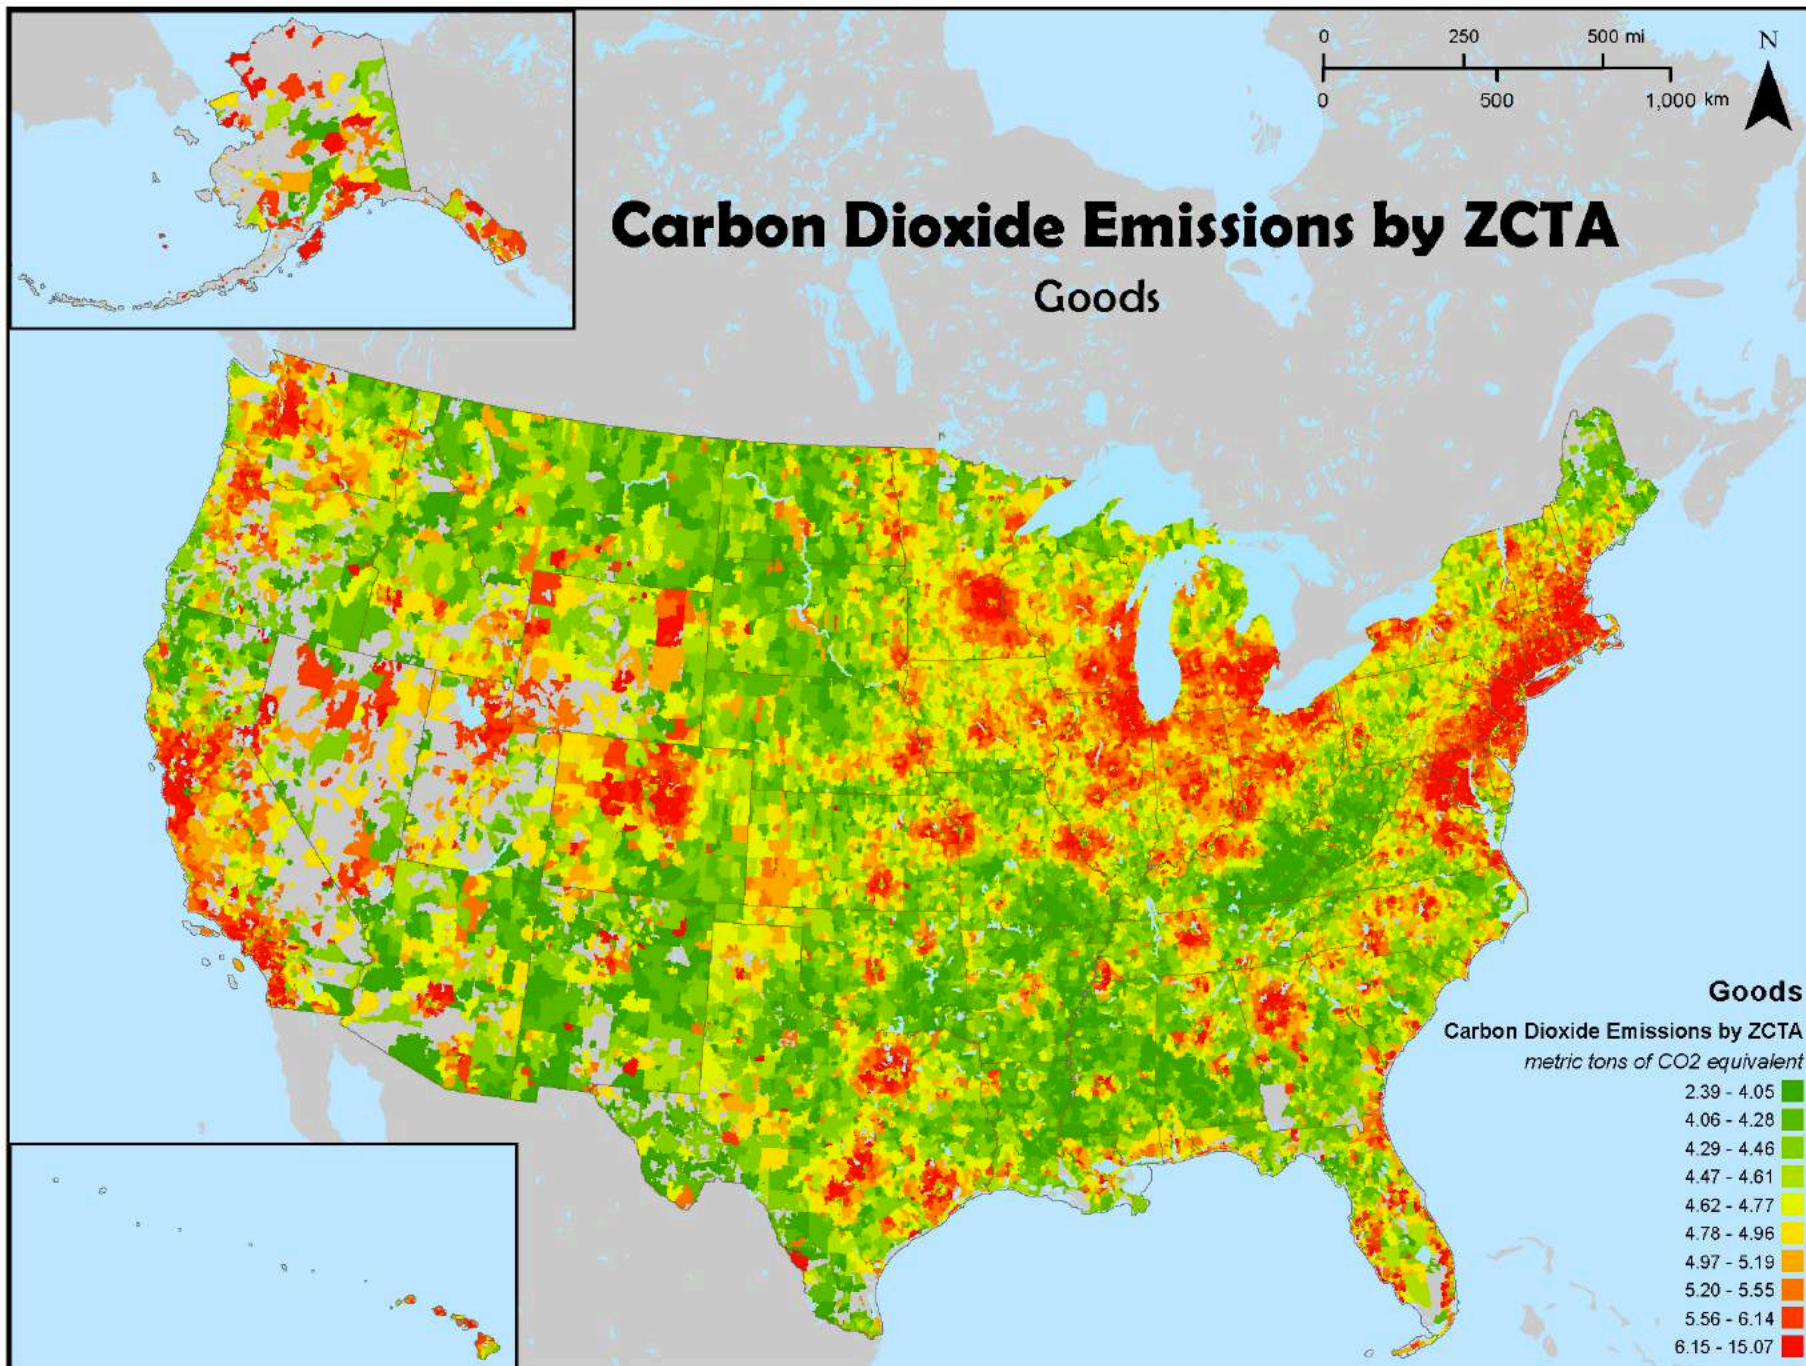 0 250 500 mi
N
0 500 1,000 km
Carbon Dioxide Emissions by ZCTA
Goods
Goods
Carbon Dioxide Emissions by ZCTA
metric tons of CO2 equivalent
2.39 - 4.05
4.06 - 4.28
4.29 - 4.46
4.47 - 4.61
4.62 - 4.77
4.78 - 4.96
4.97 - 5.19
5.20 - 5.55
5.56 - 6.14
6.15 - 15.07